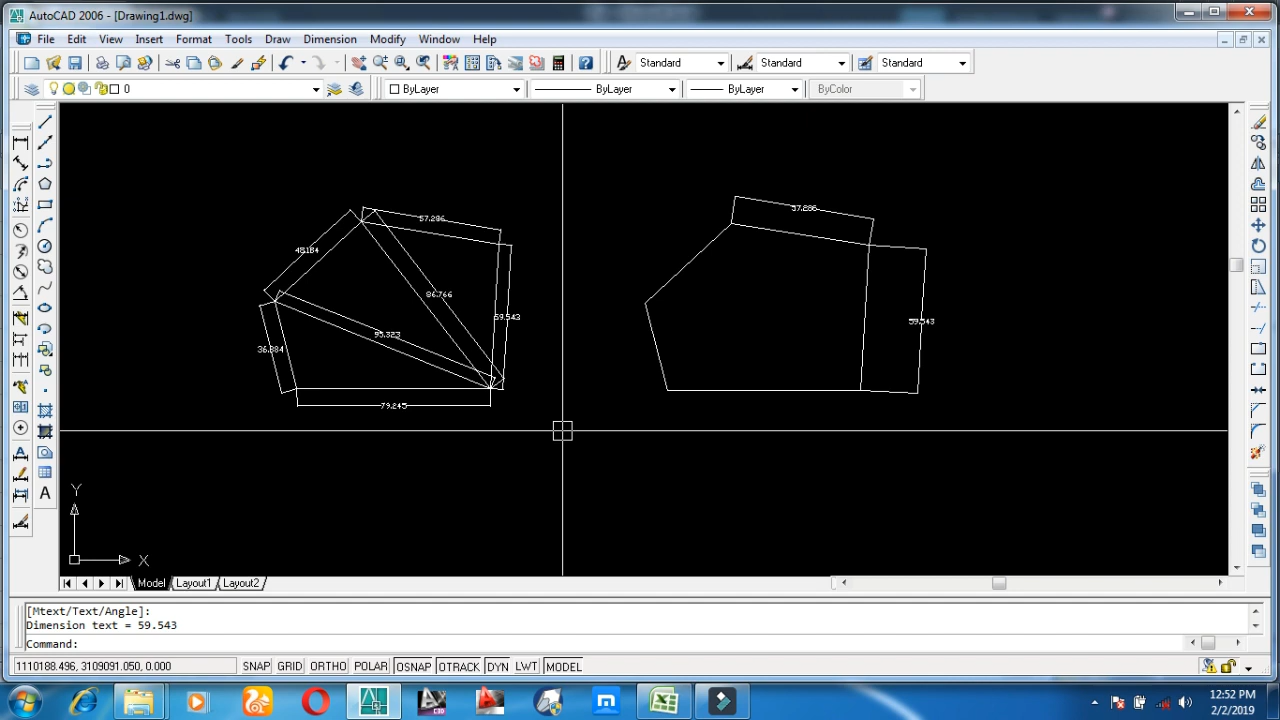 AutoCAD 2006 - [Drawing1.dwg]
File Edit View Insert Format Tools Draw Dimension Modify Window Help
Standard Standard Standard
0 ByLayer ByLayer ByLayer ByColor
57.286
48.184
86.766
59.543
95.323
36.884
79.245
57.286
59.543
Y
X
A
Model Layout1 Layout2
[Mtext/Text/Angle]:
Dimension text = 59.543
Command:
1110188.496, 3109091.050, 0.000 SNAP GRID ORTHO POLAR OSNAP OTRACK DYN LWT MODEL
12:52 PM
2/2/2019